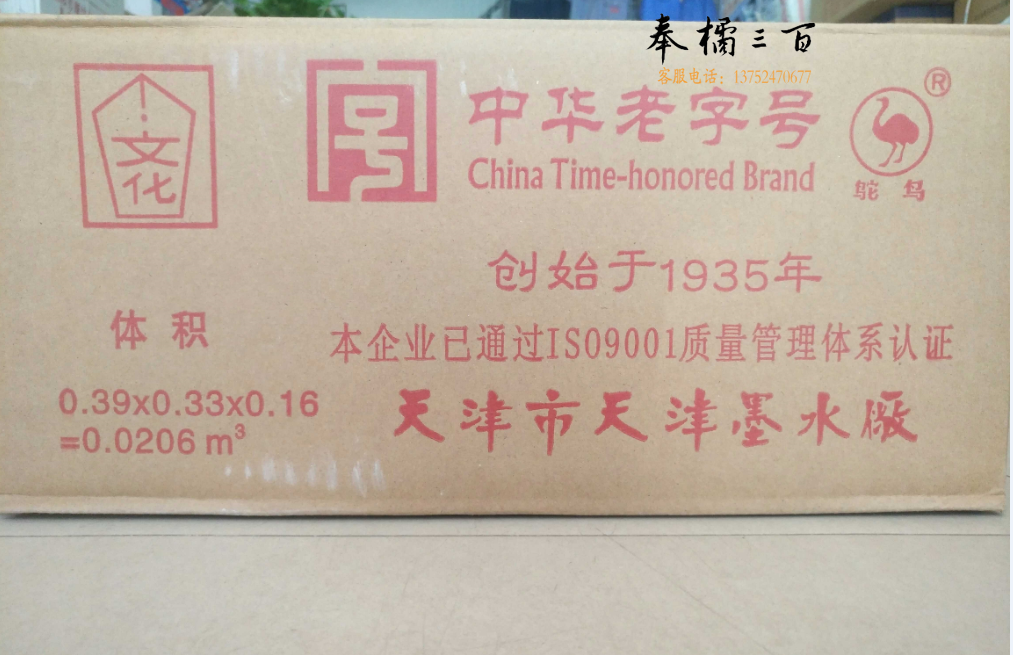 奉橘三百
客服电话：13752470677
文化
中华老字号
China Time-honored Brand
®
鸵鸟
创始于1935年
体积
本企业已通过ISO9001质量管理体系认证
0.39x0.33x0.16
=0.0206 m³
天津市天津墨水厰